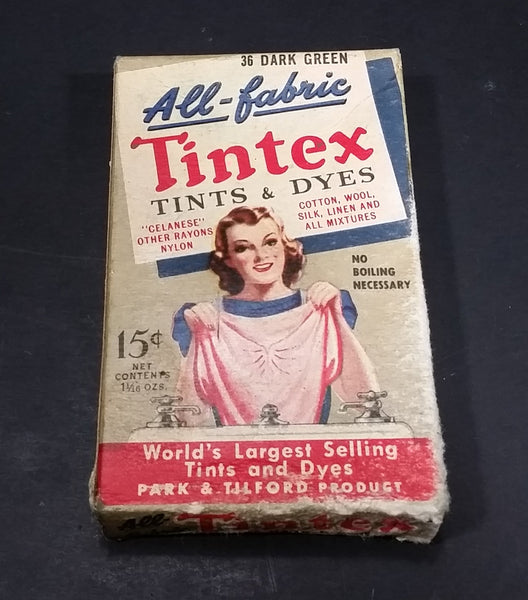 36 DARK GREEN
All-fabric
Tintex
TINTS & DYES
"CELANESE"
OTHER RAYONS
NYLON
COTTON, WOOL,
SILK, LINEN AND
ALL MIXTURES
NO
BOILING
NECESSARY
15¢
NET
CONTENTS
1 1/16 OZS.
World's Largest Selling
Tints and Dyes
PARK & TILFORD PRODUCT
All-
Tintex